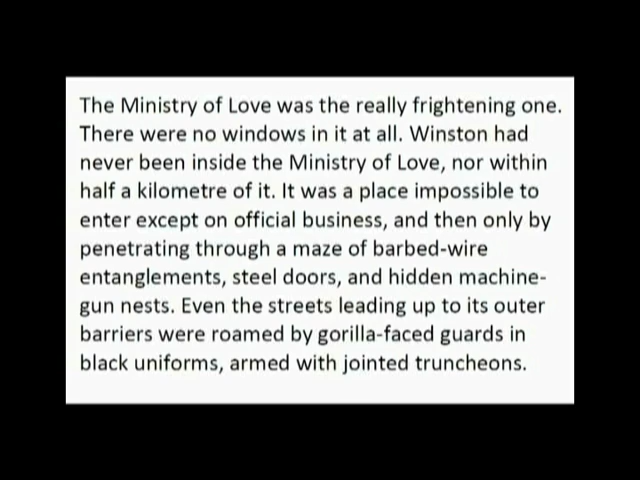 The Ministry of Love was the really frightening one.
There were no windows in it at all. Winston had
never been inside the Ministry of Love, nor within
half a kilometre of it. It was a place impossible to
enter except on official business, and then only by
penetrating through a maze of barbed-wire
entanglements, steel doors, and hidden machine-
gun nests. Even the streets leading up to its outer
barriers were roamed by gorilla-faced guards in
black uniforms, armed with jointed truncheons.